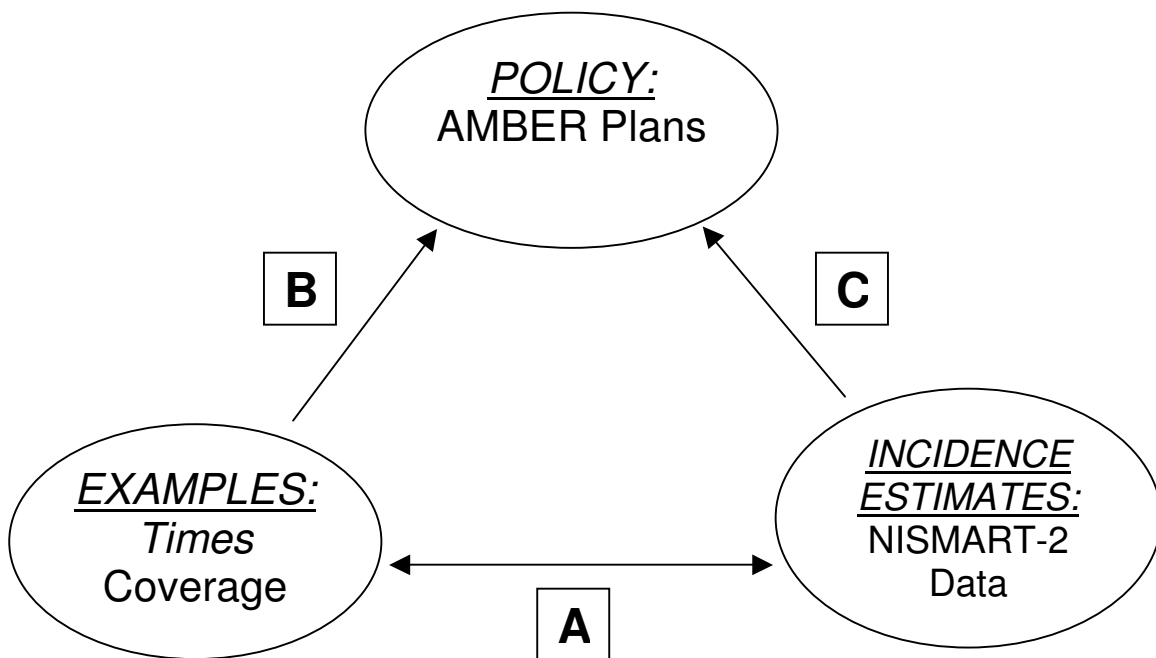 POLICY:
AMBER Plans
B
C
EXAMPLES:
Times
Coverage
INCIDENCE
ESTIMATES:
NISMART-2
Data
A